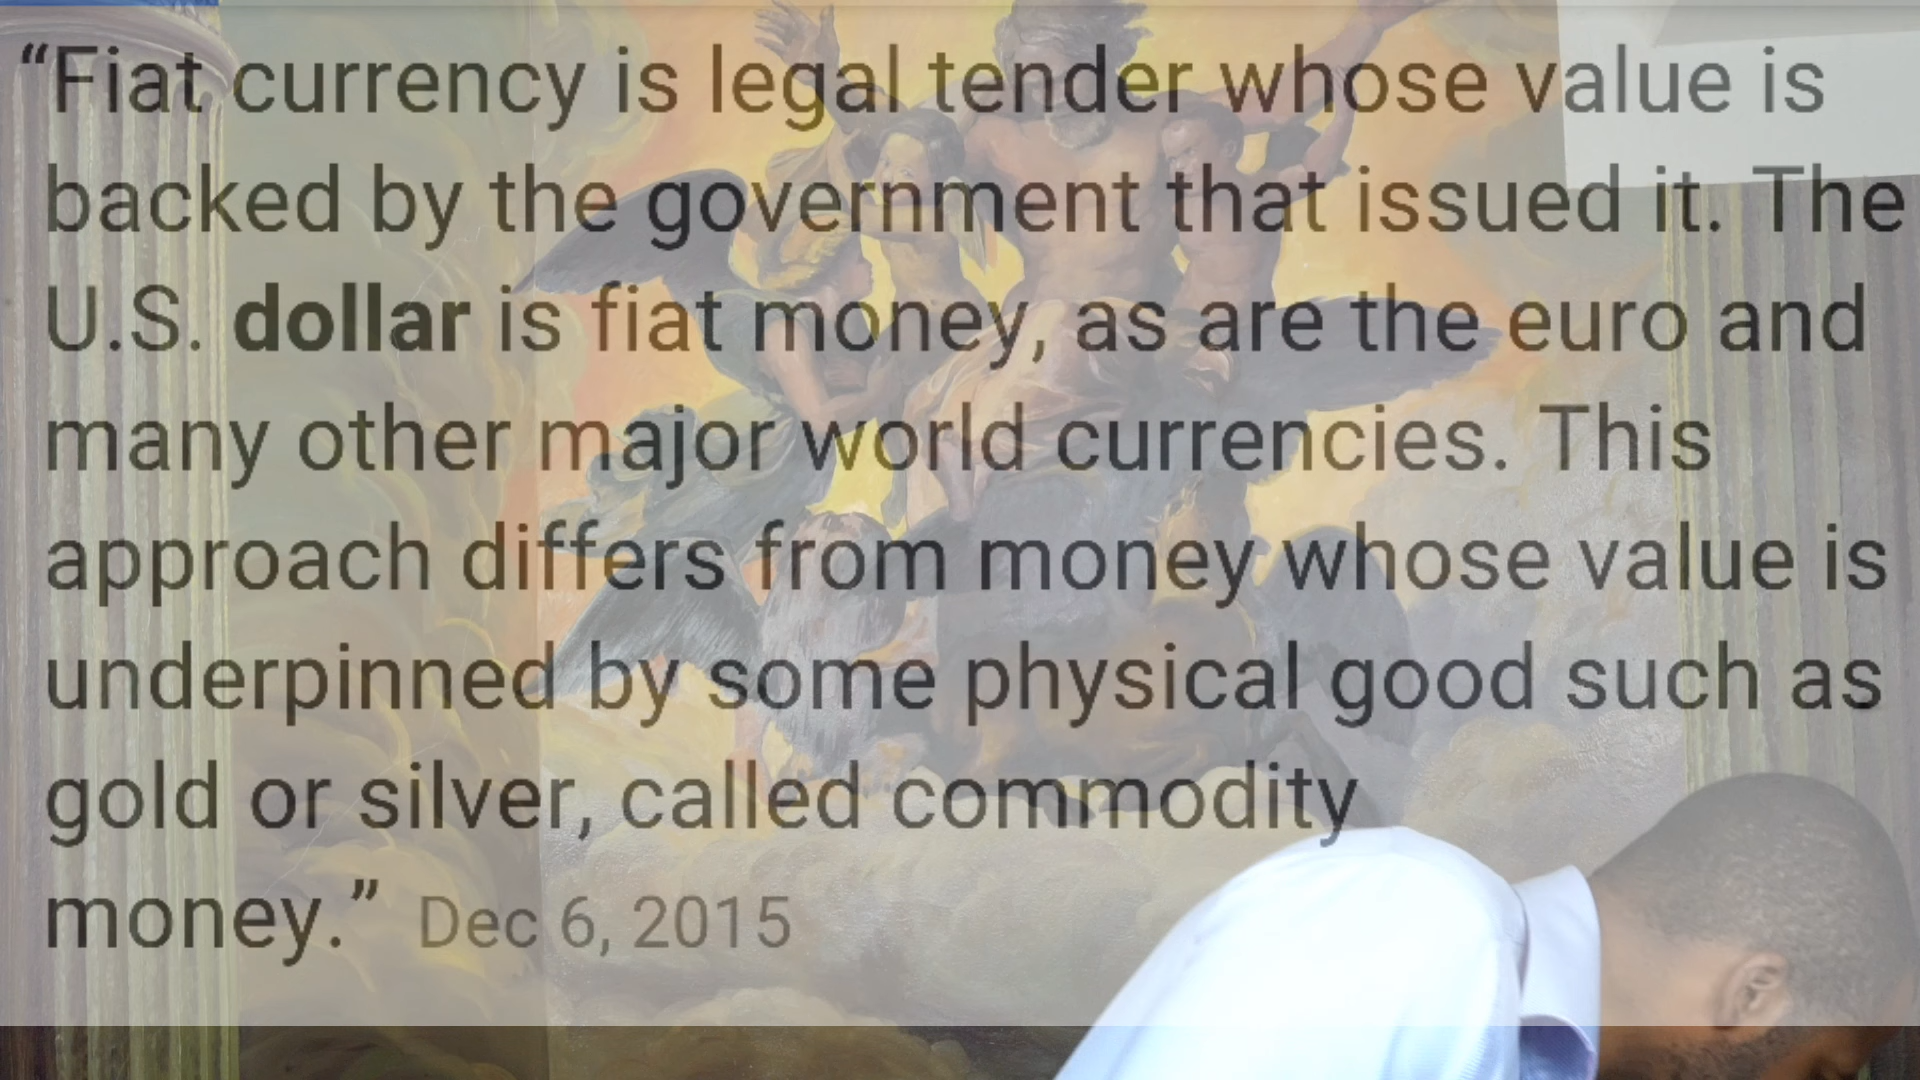 “Fiat currency is legal tender whose value is
backed by the government that issued it. The
U.S. dollar is fiat money, as are the euro and
many other major world currencies. This
approach differs from money whose value is
underpinned by some physical good such as
gold or silver, called commodity
money.” Dec 6, 2015